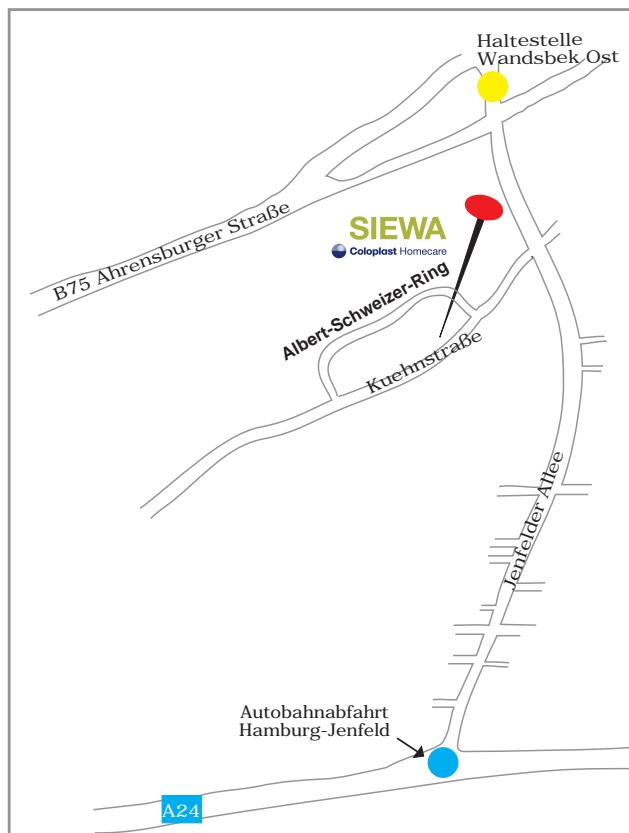 Haltestelle
Wandsbek Ost
B75 Ahrensburger Straße
SIEWA
Coloplast Homecare
Albert-Schweizer-Ring
Kuehnstraße
Jenfelder Allee
Autobahnabfahrt
Hamburg-Jenfeld
A24